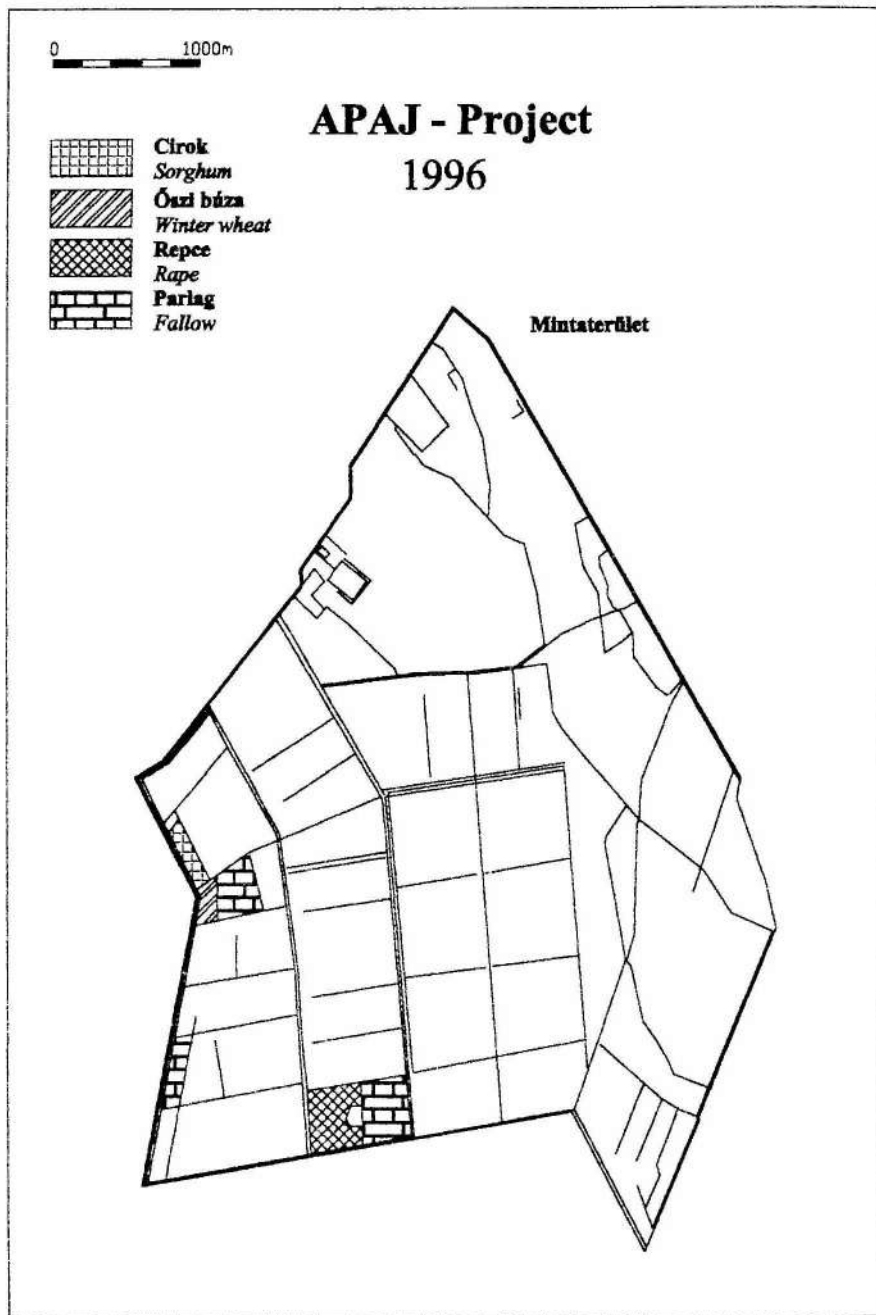 0 1000m
APAJ - Project
1996
Cirok
Sorghum
Őszi búza
Winter wheat
Repce
Rape
Parlag
Fallow
Mintaterület